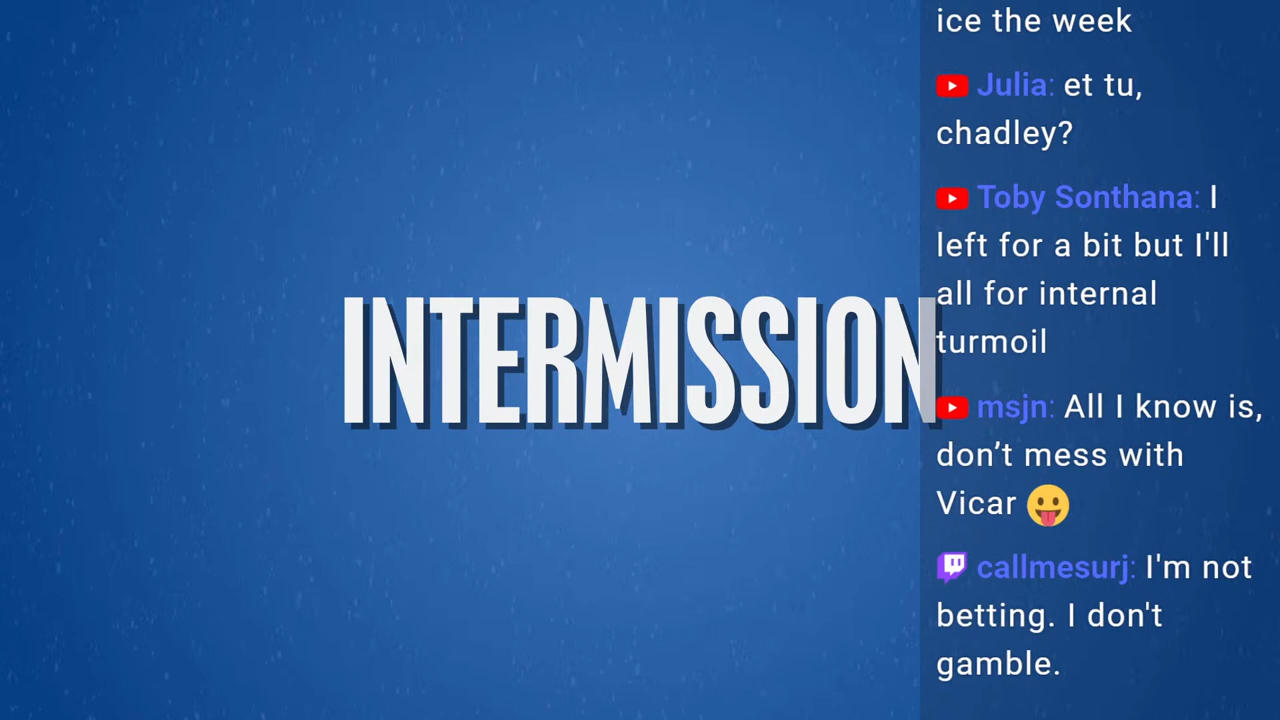 INTERMISSION
ice the week
Julia: et tu,
chadley?
Toby Sonthana: I
left for a bit but I'll
all for internal
turmoil
msjn: All I know is,
don’t mess with
Vicar 😛
callmesurj: I'm not
betting. I don't
gamble.